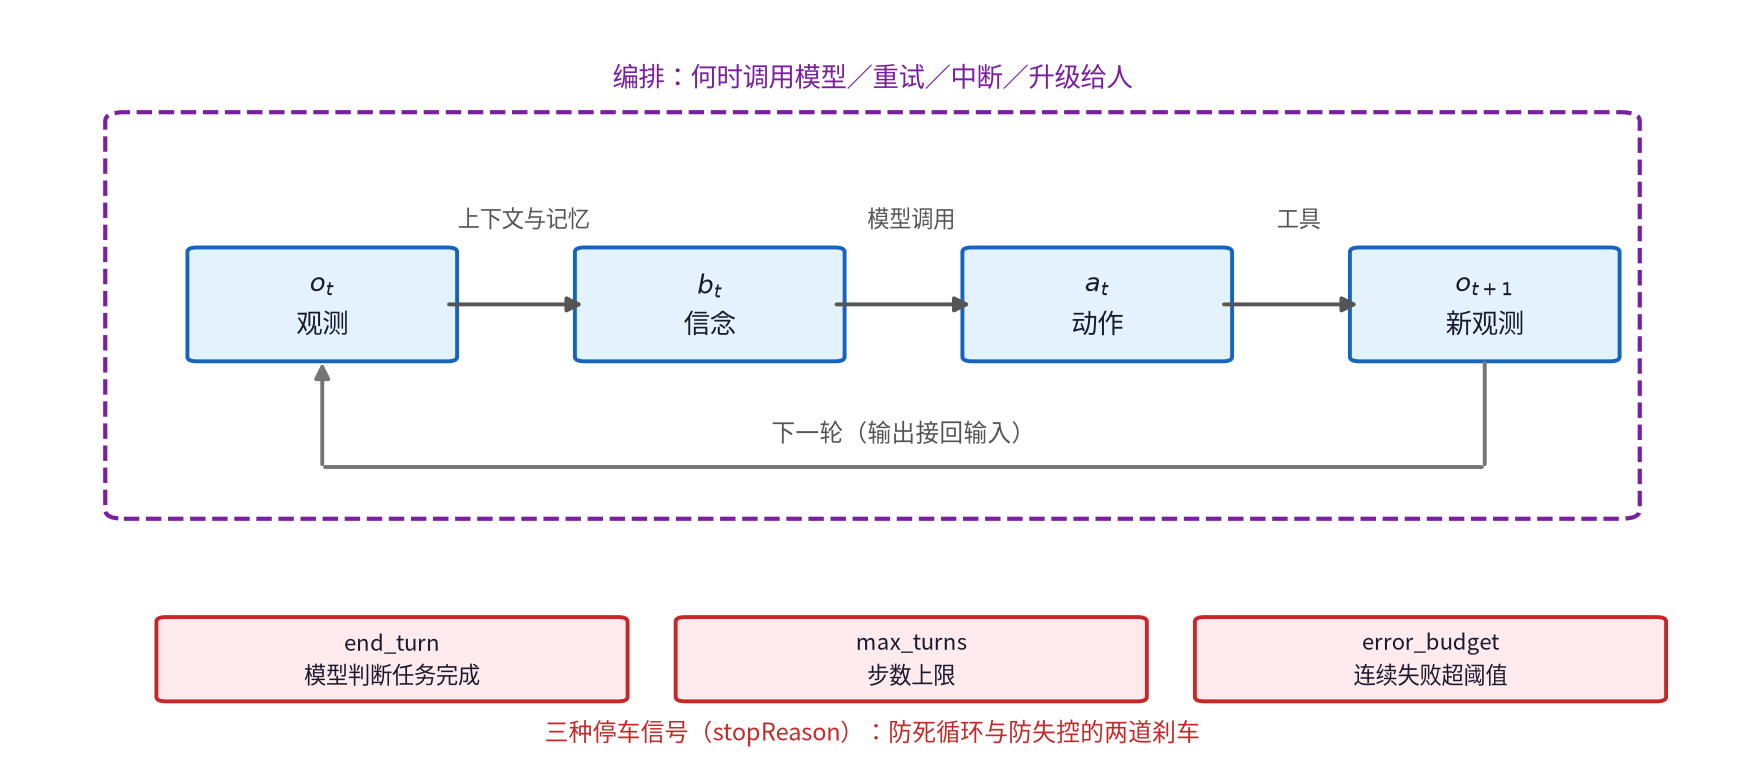 编排：何时调用模型／重试／中断／升级给人
上下文与记忆
模型调用
工具
oₜ
观测
bₜ
信念
aₜ
动作
oₜ₊₁
新观测
下一轮（输出接回输入）
end_turn
模型判断任务完成
max_turns
步数上限
error_budget
连续失败超阈值
三种停车信号（stopReason）：防死循环与防失控的两道刹车